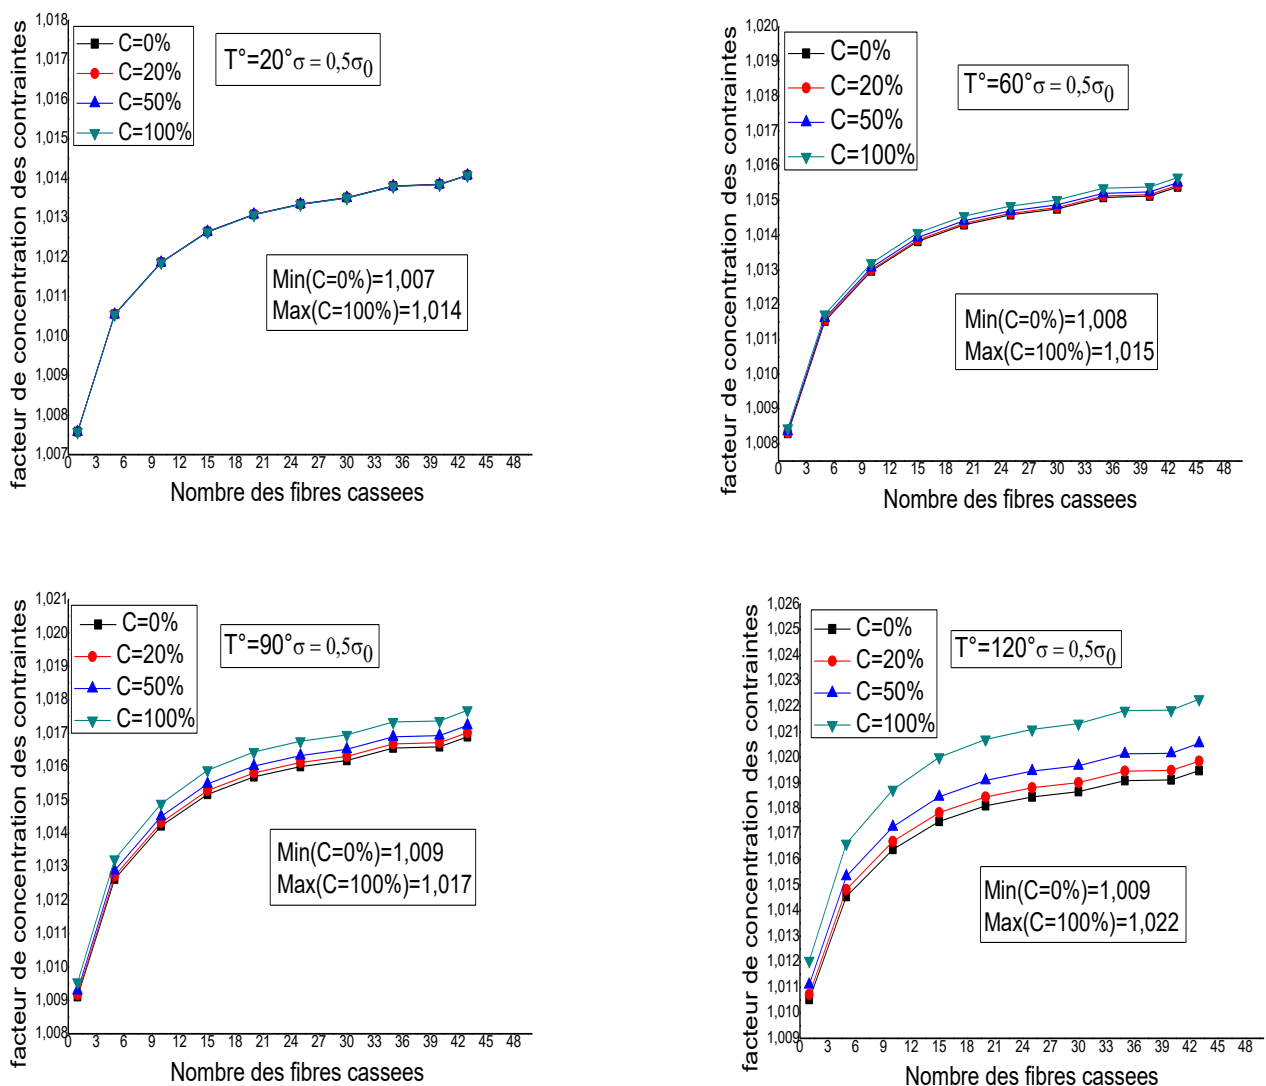 facteur de concentration des contraintes
1,018
1,017
1,016
1,015
1,014
1,013
1,012
1,011
1,010
1,009
1,008
1,007
C=0%
C=20%
C=50%
C=100%
T°=20°σ = 0,5σ0
Min(C=0%)=1,007
Max(C=100%)=1,014
0 3 6 9 12 15 18 21 24 27 30 33 36 39 42 45 48
Nombre des fibres cassees
facteur de concentration des contraintes
1,020
1,019
1,018
1,017
1,016
1,015
1,014
1,013
1,012
1,011
1,010
1,009
1,008
C=0%
C=20%
C=50%
C=100%
T°=60°σ = 0,5σ0
Min(C=0%)=1,008
Max(C=100%)=1,015
0 3 6 9 12 15 18 21 24 27 30 33 36 39 42 45 48
Nombre des fibres cassees
facteur de concentration des contraintes
1,021
1,020
1,019
1,018
1,017
1,016
1,015
1,014
1,013
1,012
1,011
1,010
1,009
1,008
C=0%
C=20%
C=50%
C=100%
T°=90°σ = 0,5σ0
Min(C=0%)=1,009
Max(C=100%)=1,017
0 3 6 9 12 15 18 21 24 27 30 33 36 39 42 45 48
Nombre des fibres cassees
facteur de concentration des contraintes
1,026
1,025
1,024
1,023
1,022
1,021
1,020
1,019
1,018
1,017
1,016
1,015
1,014
1,013
1,012
1,011
1,010
1,009
C=0%
C=20%
C=50%
C=100%
T°=120°σ = 0,5σ0
Min(C=0%)=1,009
Max(C=100%)=1,022
0 3 6 9 12 15 18 21 24 27 30 33 36 39 42 45 48
Nombre des fibres cassees